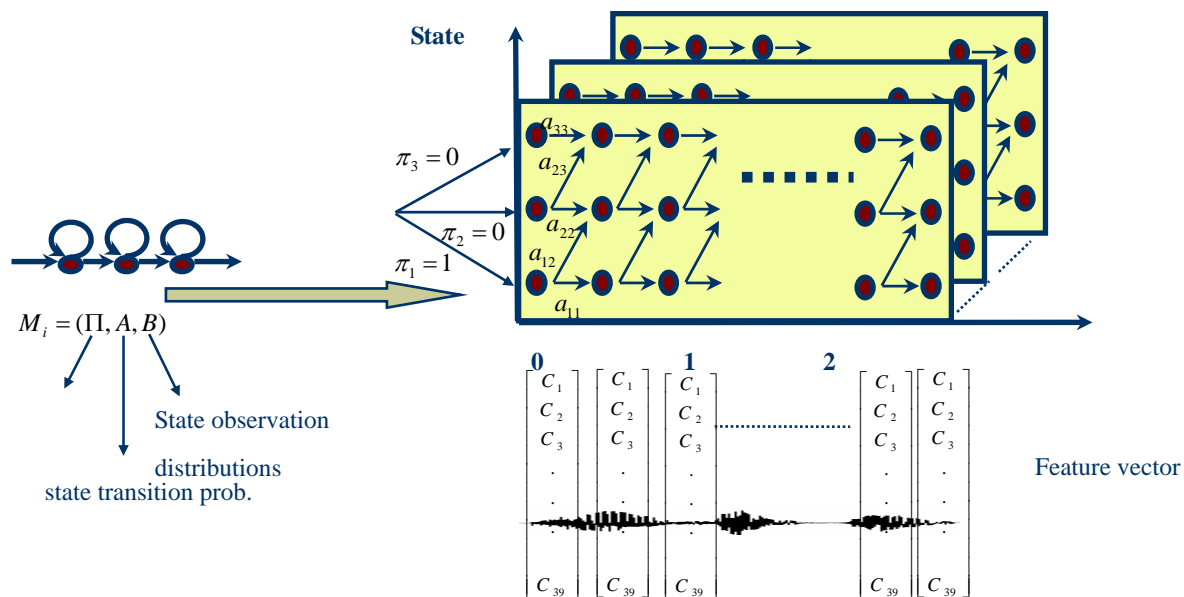 State
a₃₃
π₃ = 0
a₂₃
π₂ = 0
a₂₂
a₁₂
π₁ = 1
a₁₁
Mᵢ = (Π, A, B)
State observation
distributions
state transition prob.
0 1 2
C₁ C₁ C₁ C₁ C₁
C₂ C₂ C₂ C₂ C₂
C₃ C₃ C₃ C₃ C₃
. . . . .
. . . . .
. . . . .
C₃₉ C₃₉ C₃₉ C₃₉ C₃₉
Feature vector